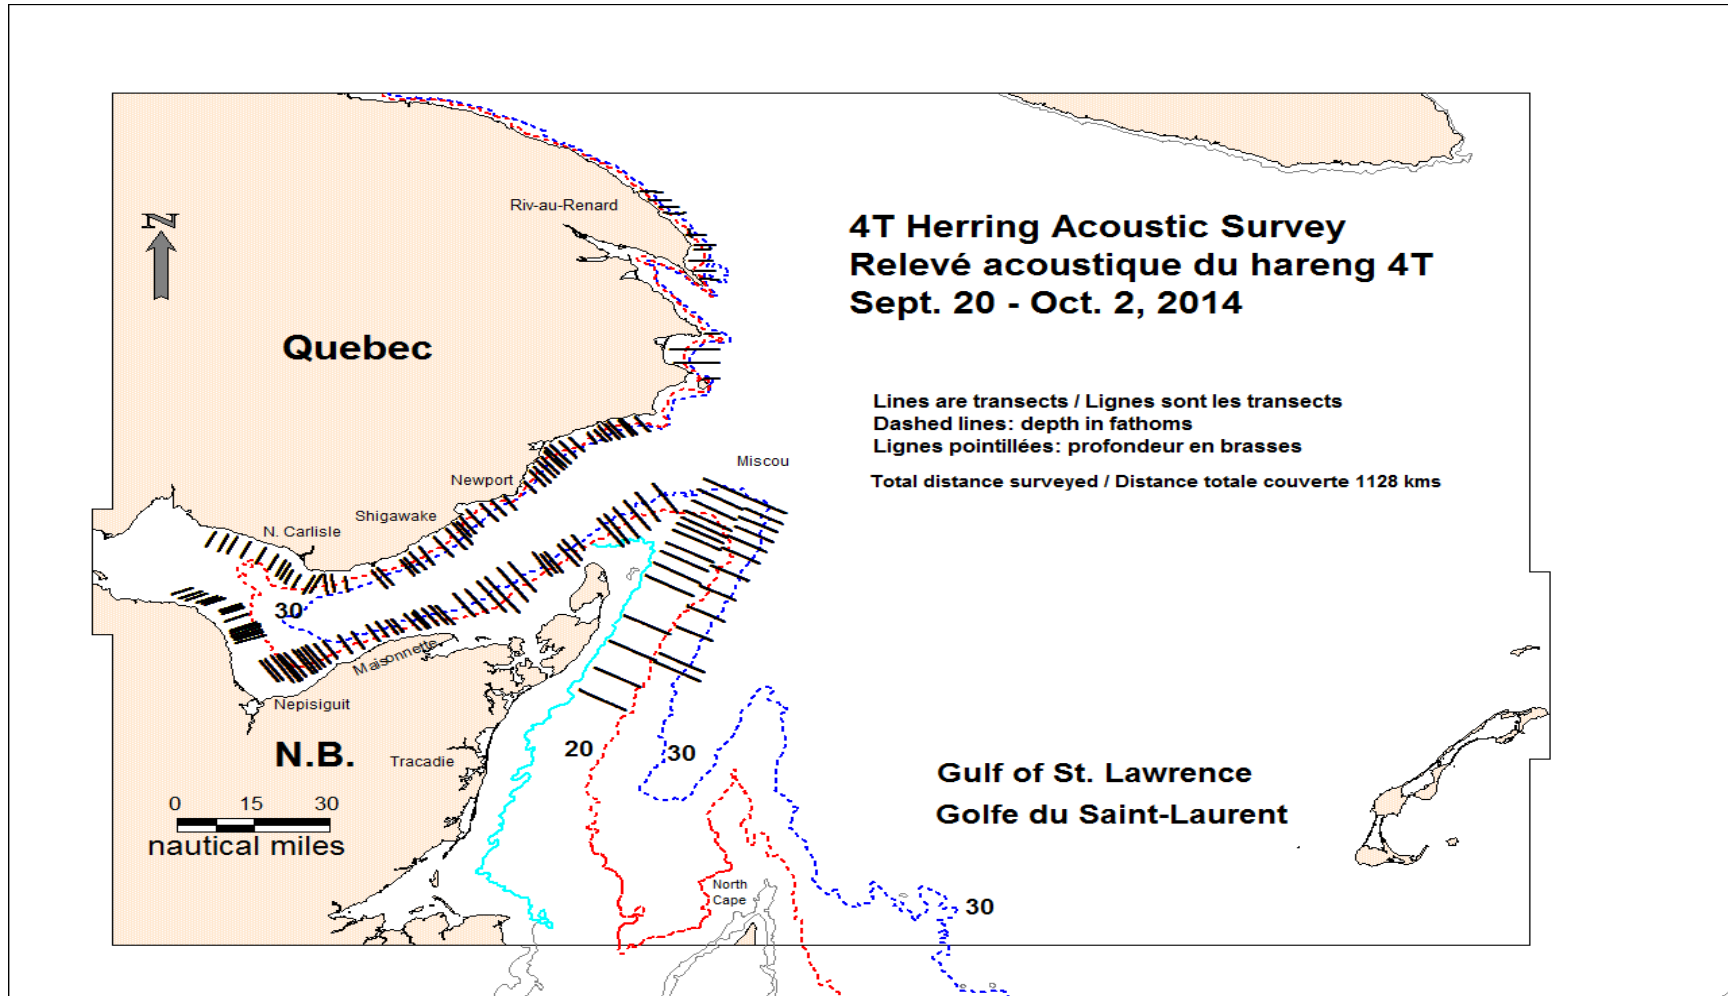 Riv-au-Renard
N
4T Herring Acoustic Survey
Relevé acoustique du hareng 4T
Sept. 20 - Oct. 2, 2014
Quebec
Lines are transects / Lignes sont les transects
Dashed lines: depth in fathoms
Lignes pointillées: profondeur en brasses
Total distance surveyed / Distance totale couverte 1128 kms
Miscou
Newport
Shigawake
N. Carlisle
30
Maisonnette
Nepisiguit
N.B.
Tracadie
20
30
Gulf of St. Lawrence
Golfe du Saint-Laurent
0 15 30
nautical miles
North
Cape
30